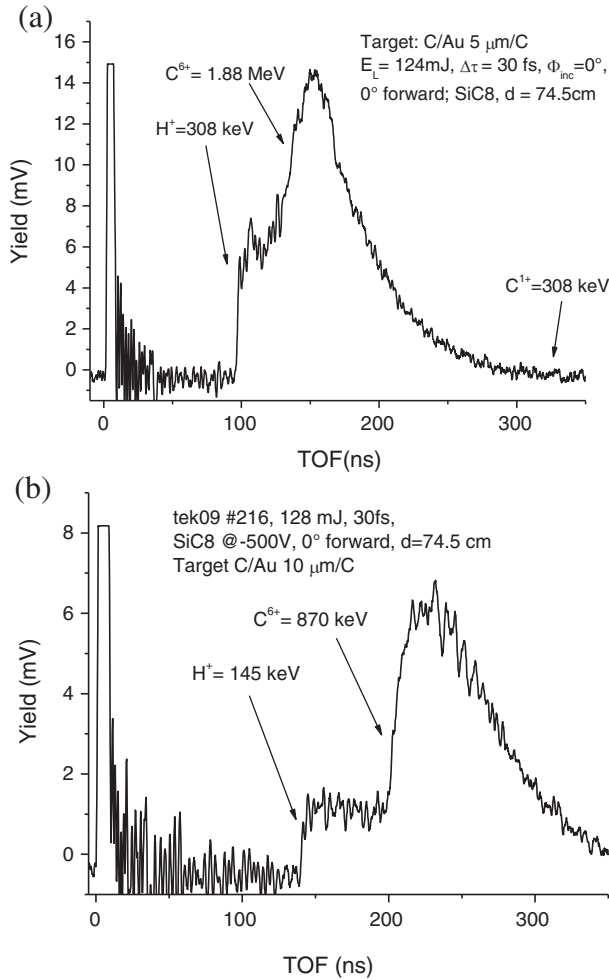 (a)
16
14
12
10
8
6
4
2
0
Yield (mV)
Target: C/Au 5 μm/C
E_L= 124mJ, Δτ = 30 fs, Φ_inc=0°,
0° forward; SiC8, d = 74.5cm
C⁶⁺= 1.88 MeV
H⁺=308 keV
C¹⁺=308 keV
0 100 200 300
TOF(ns)
(b)
8
6
4
2
0
Yield (mV)
tek09 #216, 128 mJ, 30fs,
SiC8 @-500V, 0° forward, d=74.5 cm
Target C/Au 10 μm/C
C⁶⁺= 870 keV
H⁺= 145 keV
0 100 200 300
TOF (ns)